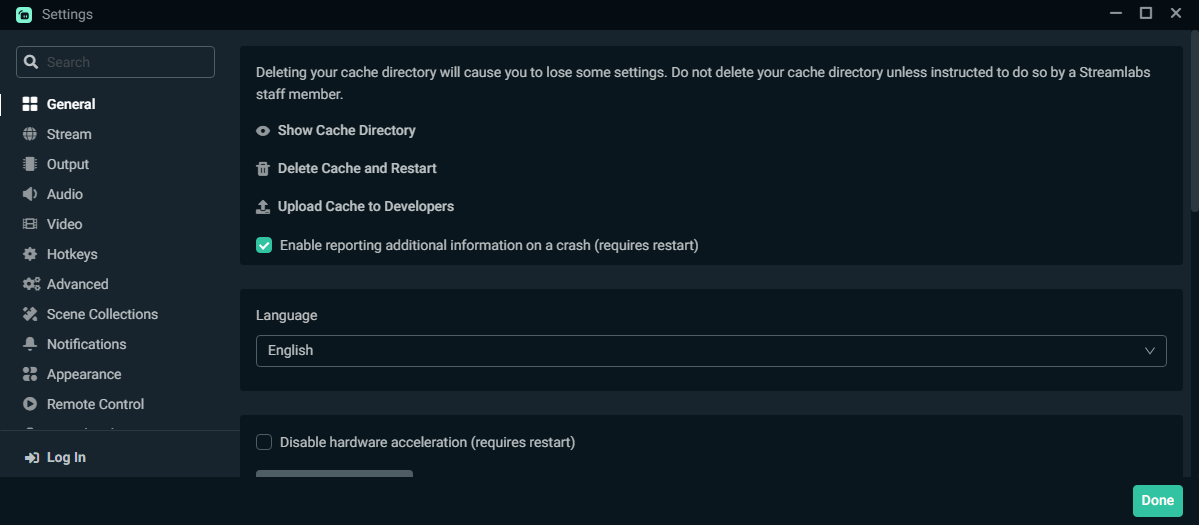 Settings
Search
General
Stream
Output
Audio
Video
Hotkeys
Advanced
Scene Collections
Notifications
Appearance
Remote Control
Log In
Deleting your cache directory will cause you to lose some settings. Do not delete your cache directory unless instructed to do so by a Streamlabs
staff member.
Show Cache Directory
Delete Cache and Restart
Upload Cache to Developers
Enable reporting additional information on a crash (requires restart)
Language
English
Disable hardware acceleration (requires restart)
Done